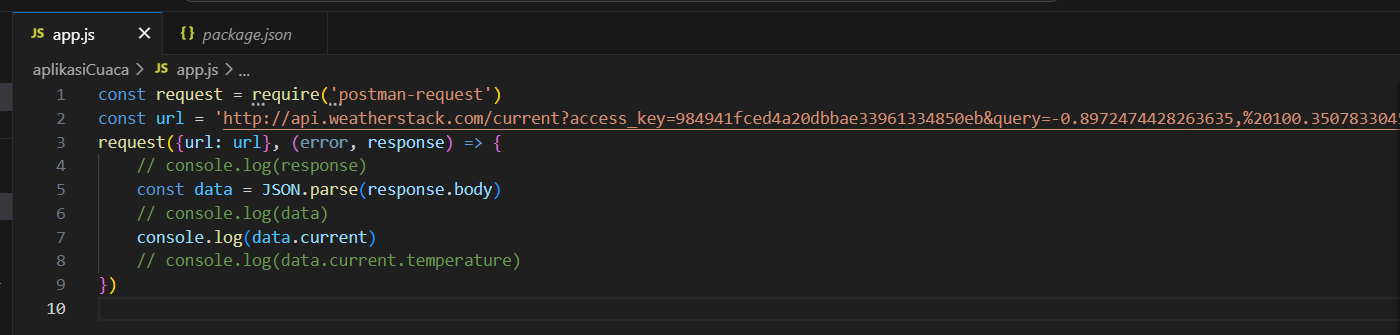 JS app.js × {} package.json
aplikasiCuaca > JS app.js > ...
1 const request = require('postman-request')
2 const url = 'http://api.weatherstack.com/current?access_key=984941fced4a20dbbae33961334850eb&query=-0.8972474428263635,%20100.350783304
3 request({url: url}, (error, response) => {
4 // console.log(response)
5 const data = JSON.parse(response.body)
6 // console.log(data)
7 console.log(data.current)
8 // console.log(data.current.temperature)
9 })
10